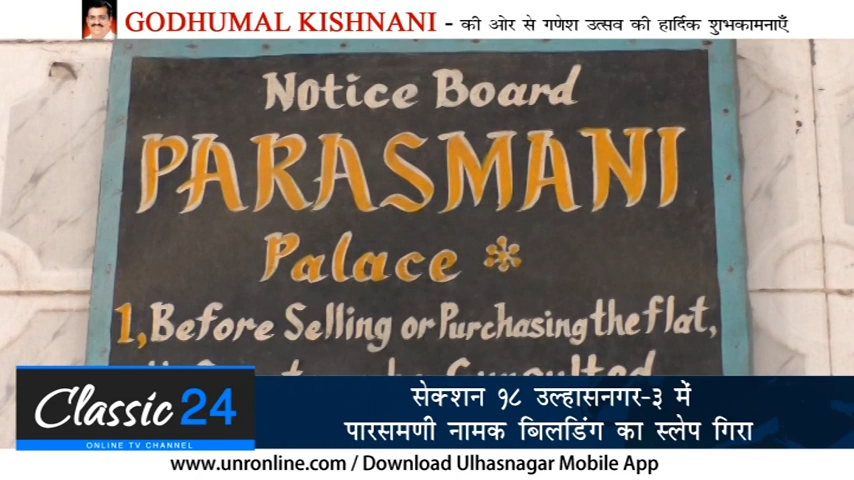 GODHUMAL KISHNANI - की ओर से गणेश उत्सव की हार्दिक शुभकामनाएँ
Notice Board
PARASMANI
Palace
1, Before Selling or Purchasing the flat,
Classic 24
ONLINE TV CHANNEL
सेक्शन १८ उल्हासनगर-३ में
पारसमणी नामक बिलडिंग का स्लेप गिरा
www.unronline.com / Download Ulhasnagar Mobile App